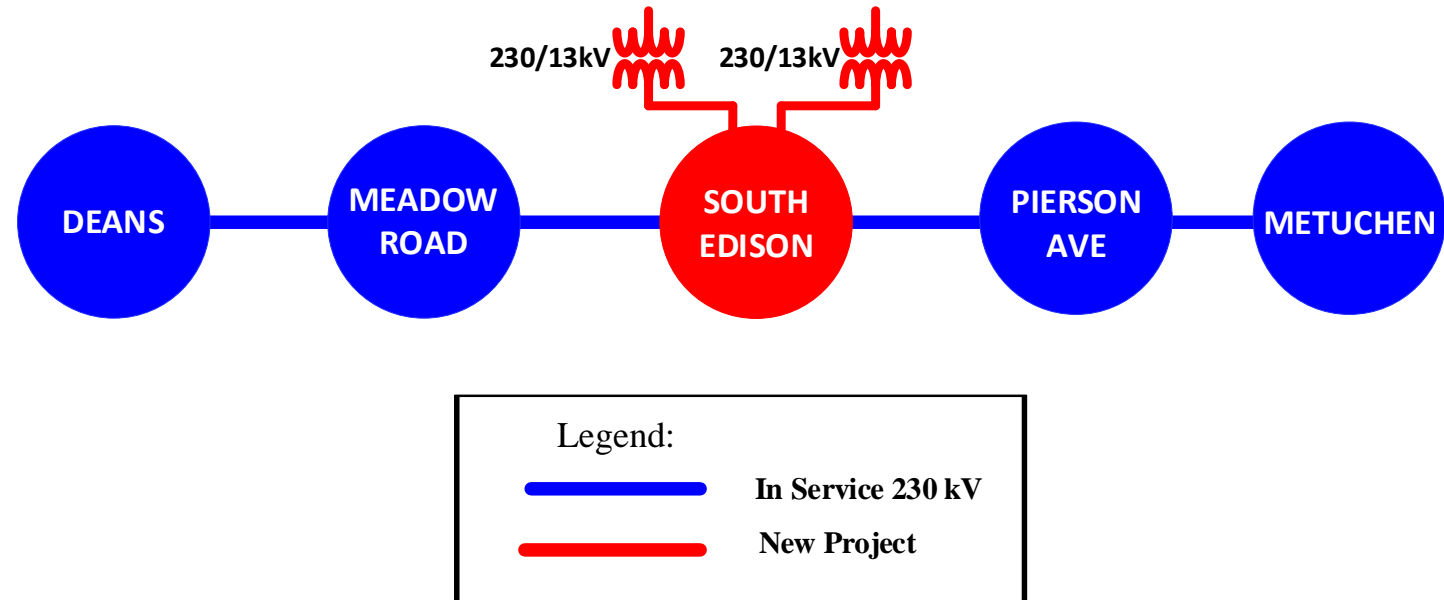 230/13kV
230/13kV
DEANS
MEADOW
ROAD
SOUTH
EDISON
PIERSON
AVE
METUCHEN
Legend:
In Service 230 kV
New Project